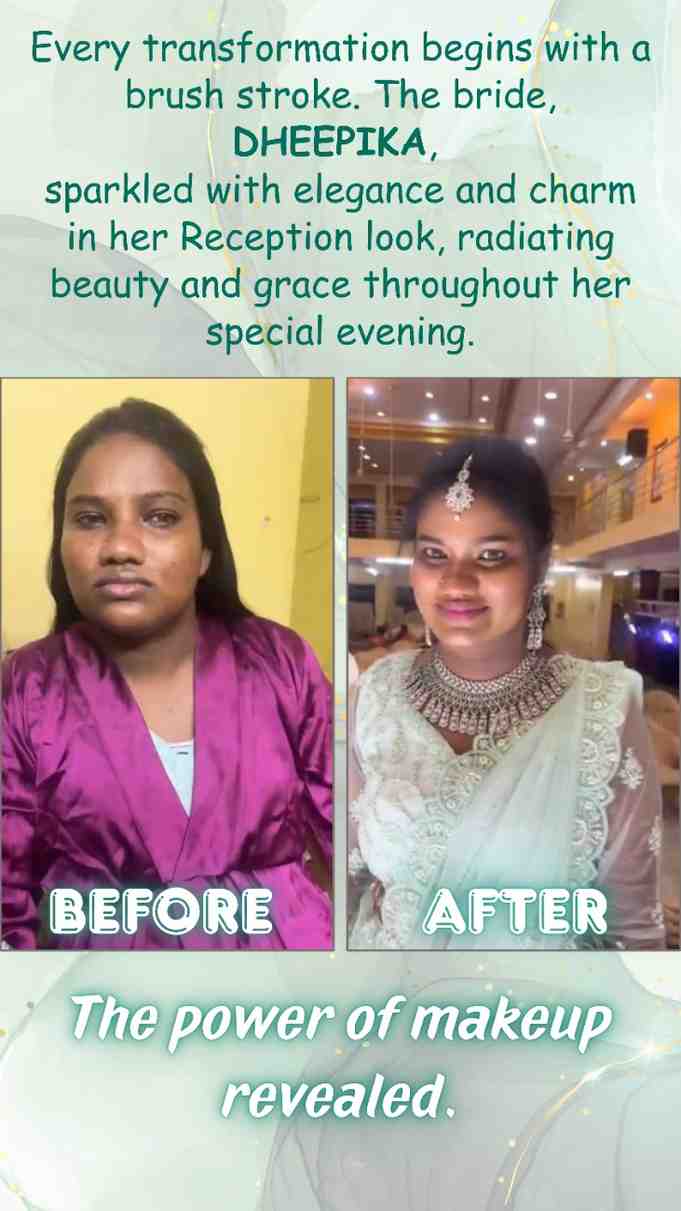 Every transformation begins with a
brush stroke. The bride,
DHEEPIKA,
sparkled with elegance and charm
in her Reception look, radiating
beauty and grace throughout her
special evening.
BEFORE
AFTER
The power of makeup
revealed.